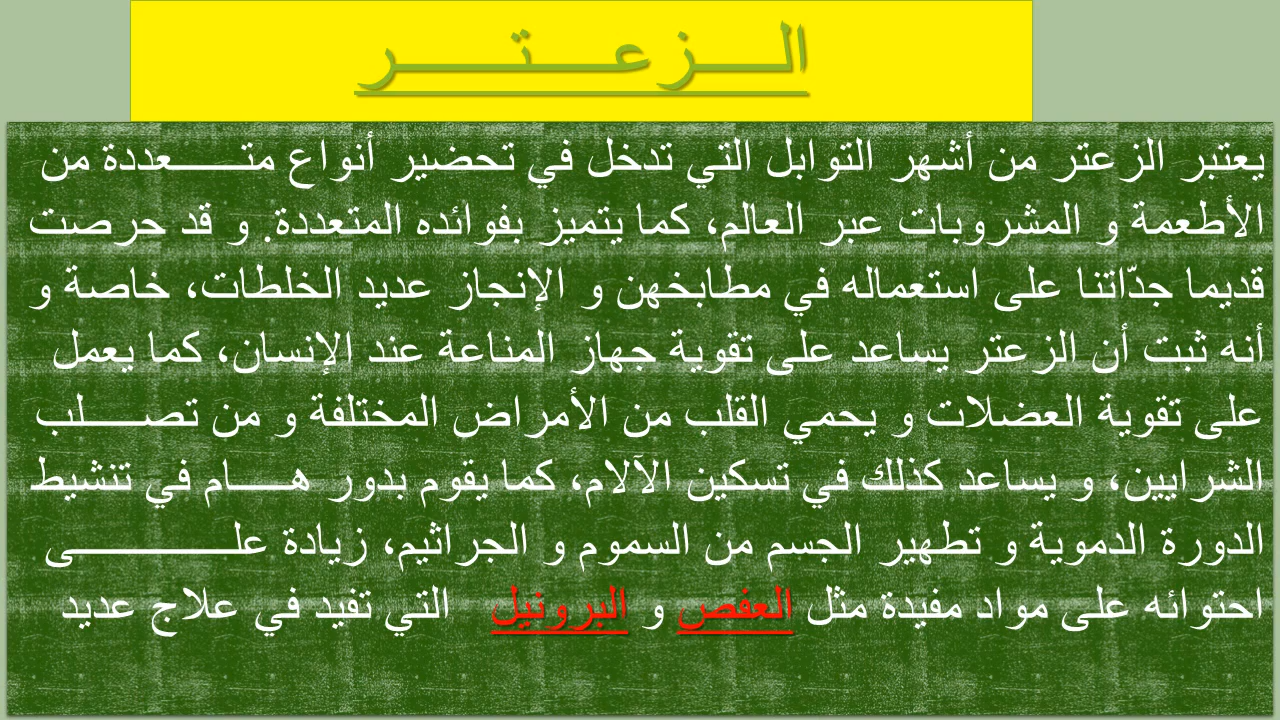 الـــــزعـــــتـــــــر
يعتبر الزعتر من أشهر التوابل التي تدخل في تحضير أنواع متـــــعددة من
الأطعمة و المشروبات عبر العالم، كما يتميز بفوائده المتعددة. و قد حرصت
قديما جدّاتنا على استعماله في مطابخهن و الإنجاز عديد الخلطات، خاصة و
أنه ثبت أن الزعتر يساعد على تقوية جهاز المناعة عند الإنسان، كما يعمل
على تقوية العضلات و يحمي القلب من الأمراض المختلفة و من تصـــــلب
الشرايين، و يساعد كذلك في تسكين الآلام، كما يقوم بدور هـــــام في تنشيط
الدورة الدموية و تطهير الجسم من السموم و الجراثيم، زيادة علـــــــــــــى
احتوائه على مواد مفيدة مثل العفص و البرونيل التي تفيد في علاج عديد